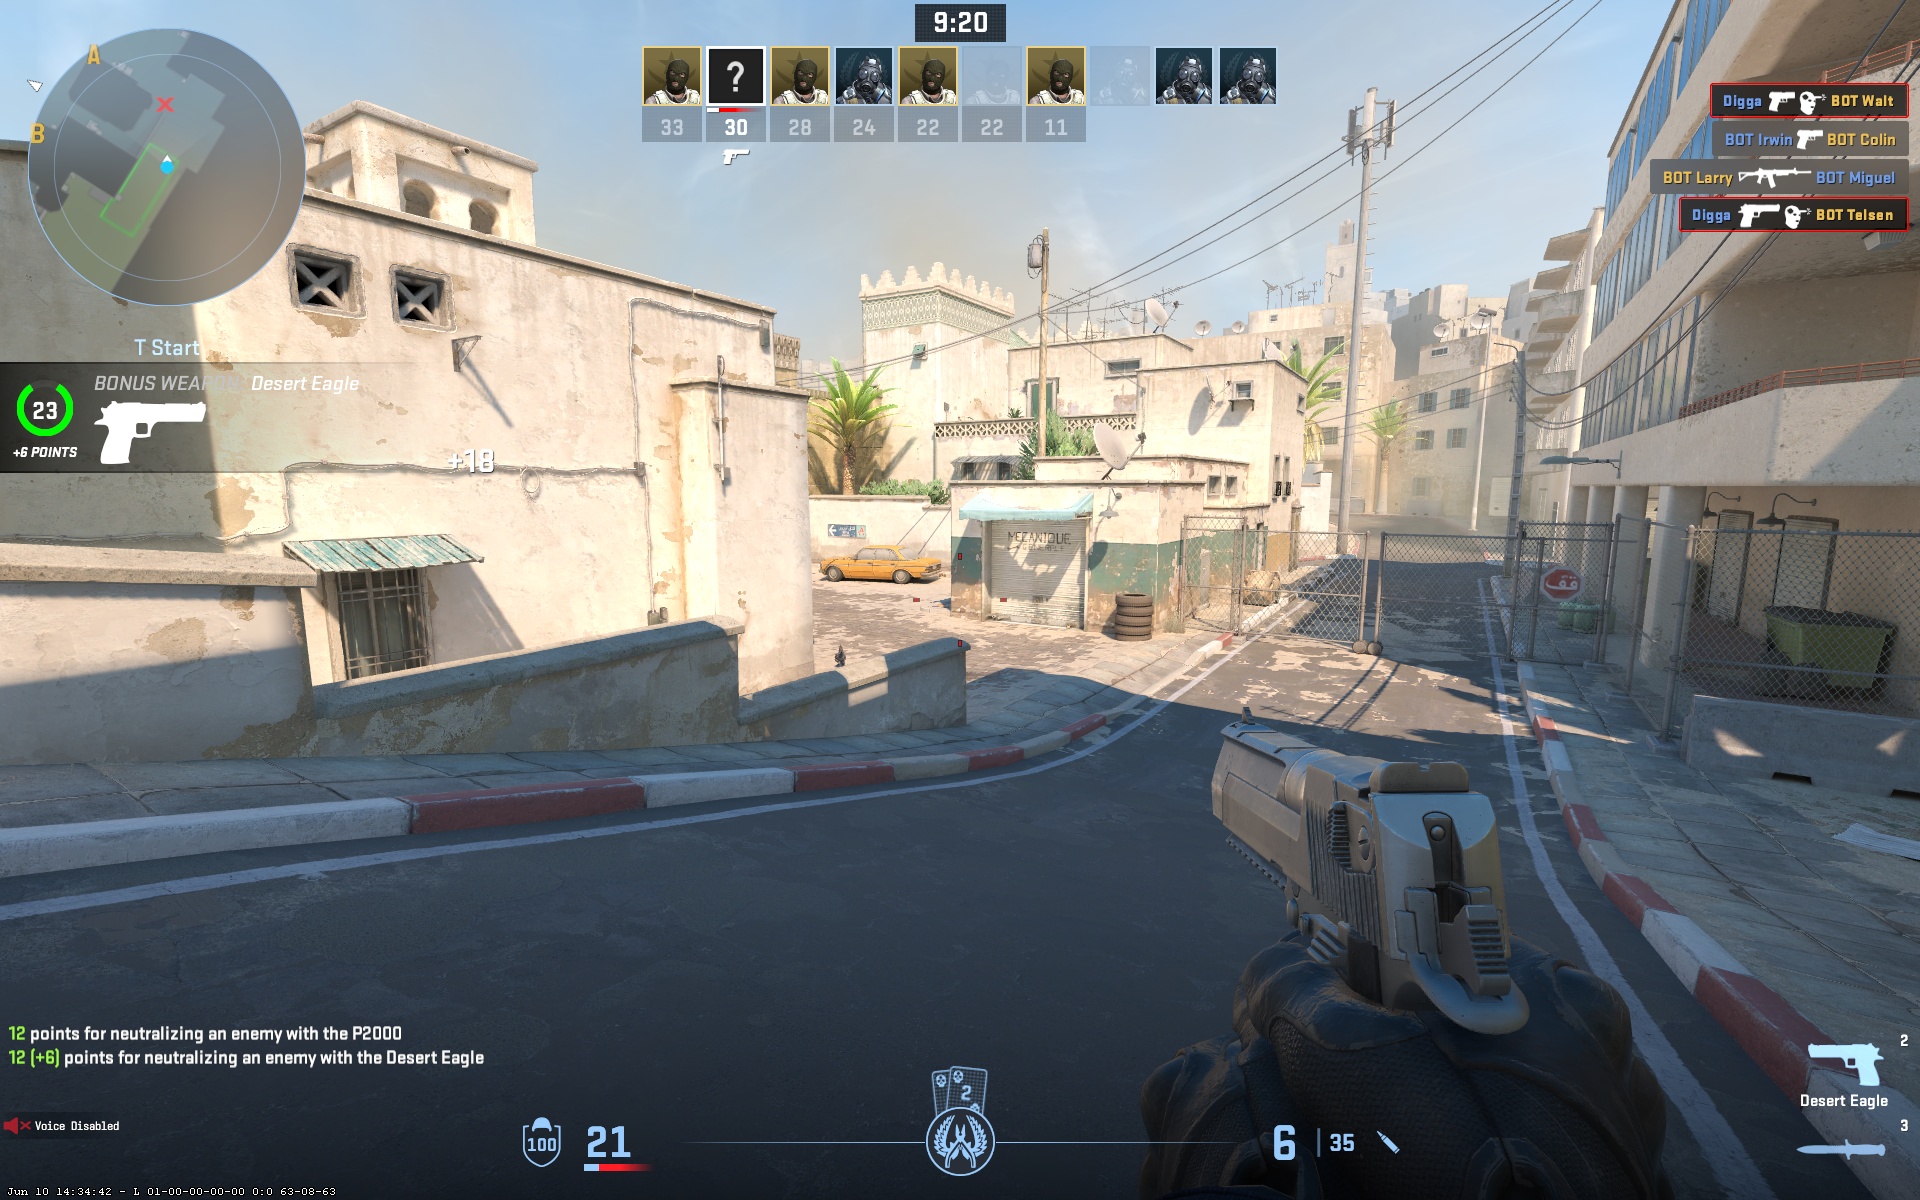 9:20
A
B
?
33 30 28 24 22 22 11
Digga BOT Walt
BOT Irwin BOT Colin
BOT Larry BOT Miguel
Digga BOT Telsen
T Start
BONUS WEAPON Desert Eagle
23
+6 POINTS
+18
12 points for neutralizing an enemy with the P2000
12 (+6) points for neutralizing an enemy with the Desert Eagle
Voice Disabled
100
21
2
6 | 35
2
Desert Eagle
3
Jun 10 14:34:42 - L 01-00-00-00-00 0:0 63-08-63